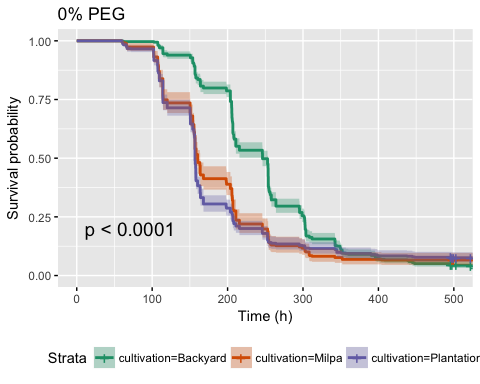 0% PEG
1.00
0.75
0.50
0.25
0.00
Survival probability
p < 0.0001
0 100 200 300 400 500
Time (h)
Strata cultivation=Backyard cultivation=Milpa cultivation=Plantation